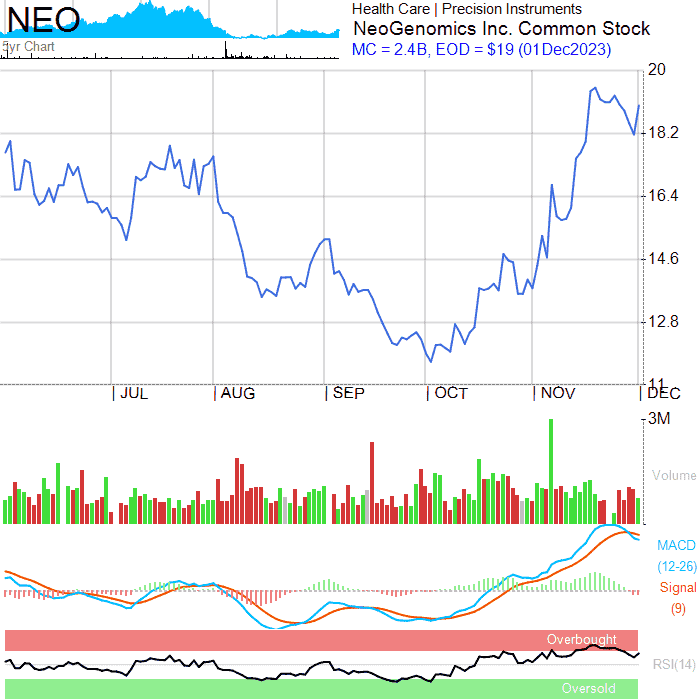 NEO
5yr Chart
Health Care | Precision Instruments
NeoGenomics Inc. Common Stock
MC = 2.4B, EOD = $19 (01Dec2023)
20
18.2
16.4
14.6
12.8
11
JUL AUG SEP OCT NOV DEC
3M
Volume
MACD
(12-26)
Signal
(9)
Overbought
RSI(14)
Oversold